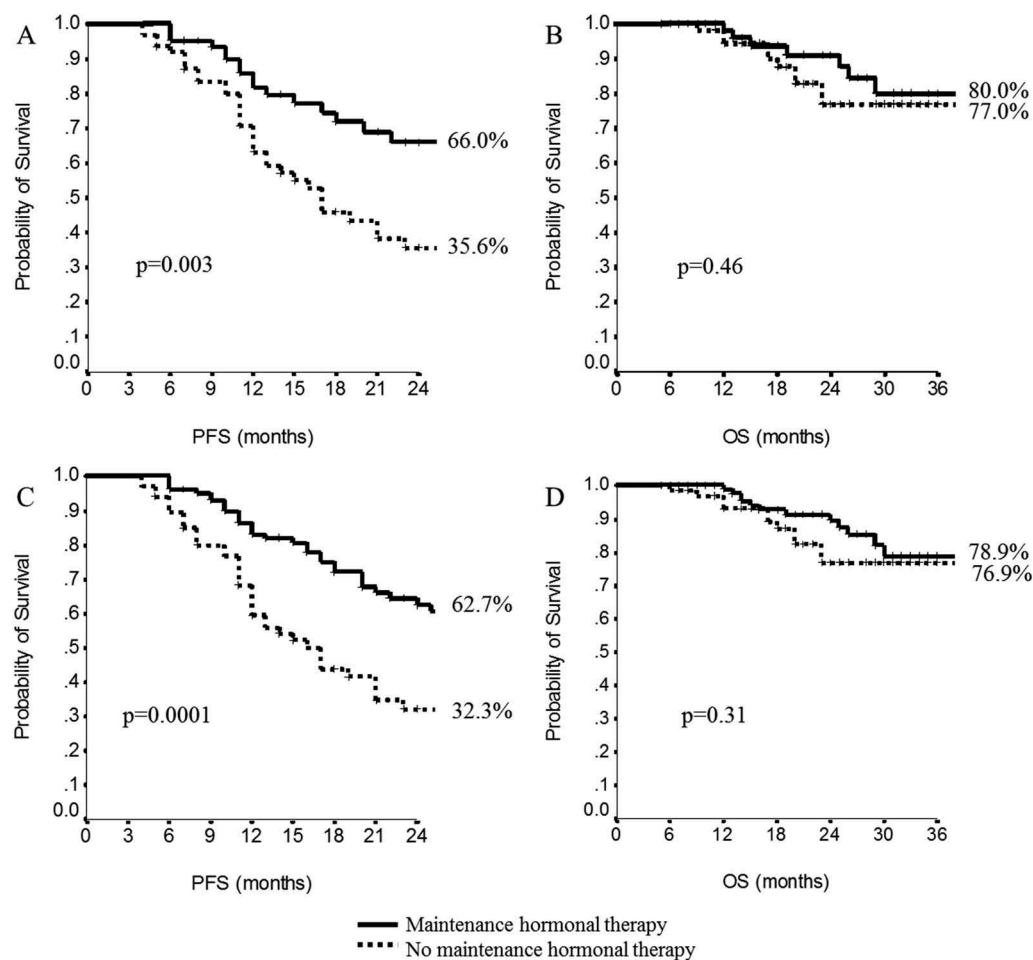 A
Probability of Survival
1.0
.9
.8
.7
.6
.5
.4
.3
.2
.1
0.0
66.0%
35.6%
p=0.003
0 3 6 9 12 15 18 21 24
PFS (months)
B
Probability of Survival
1.0
.9
.8
.7
.6
.5
.4
.3
.2
.1
0.0
80.0%
77.0%
p=0.46
0 6 12 18 24 30 36
OS (months)
C
Probability of Survival
1.0
.9
.8
.7
.6
.5
.4
.3
.2
.1
0.0
62.7%
32.3%
p=0.0001
0 3 6 9 12 15 18 21 24
PFS (months)
D
Probability of Survival
1.0
.9
.8
.7
.6
.5
.4
.3
.2
.1
0.0
78.9%
76.9%
p=0.31
0 6 12 18 24 30 36
OS (months)
Maintenance hormonal therapy
No maintenance hormonal therapy